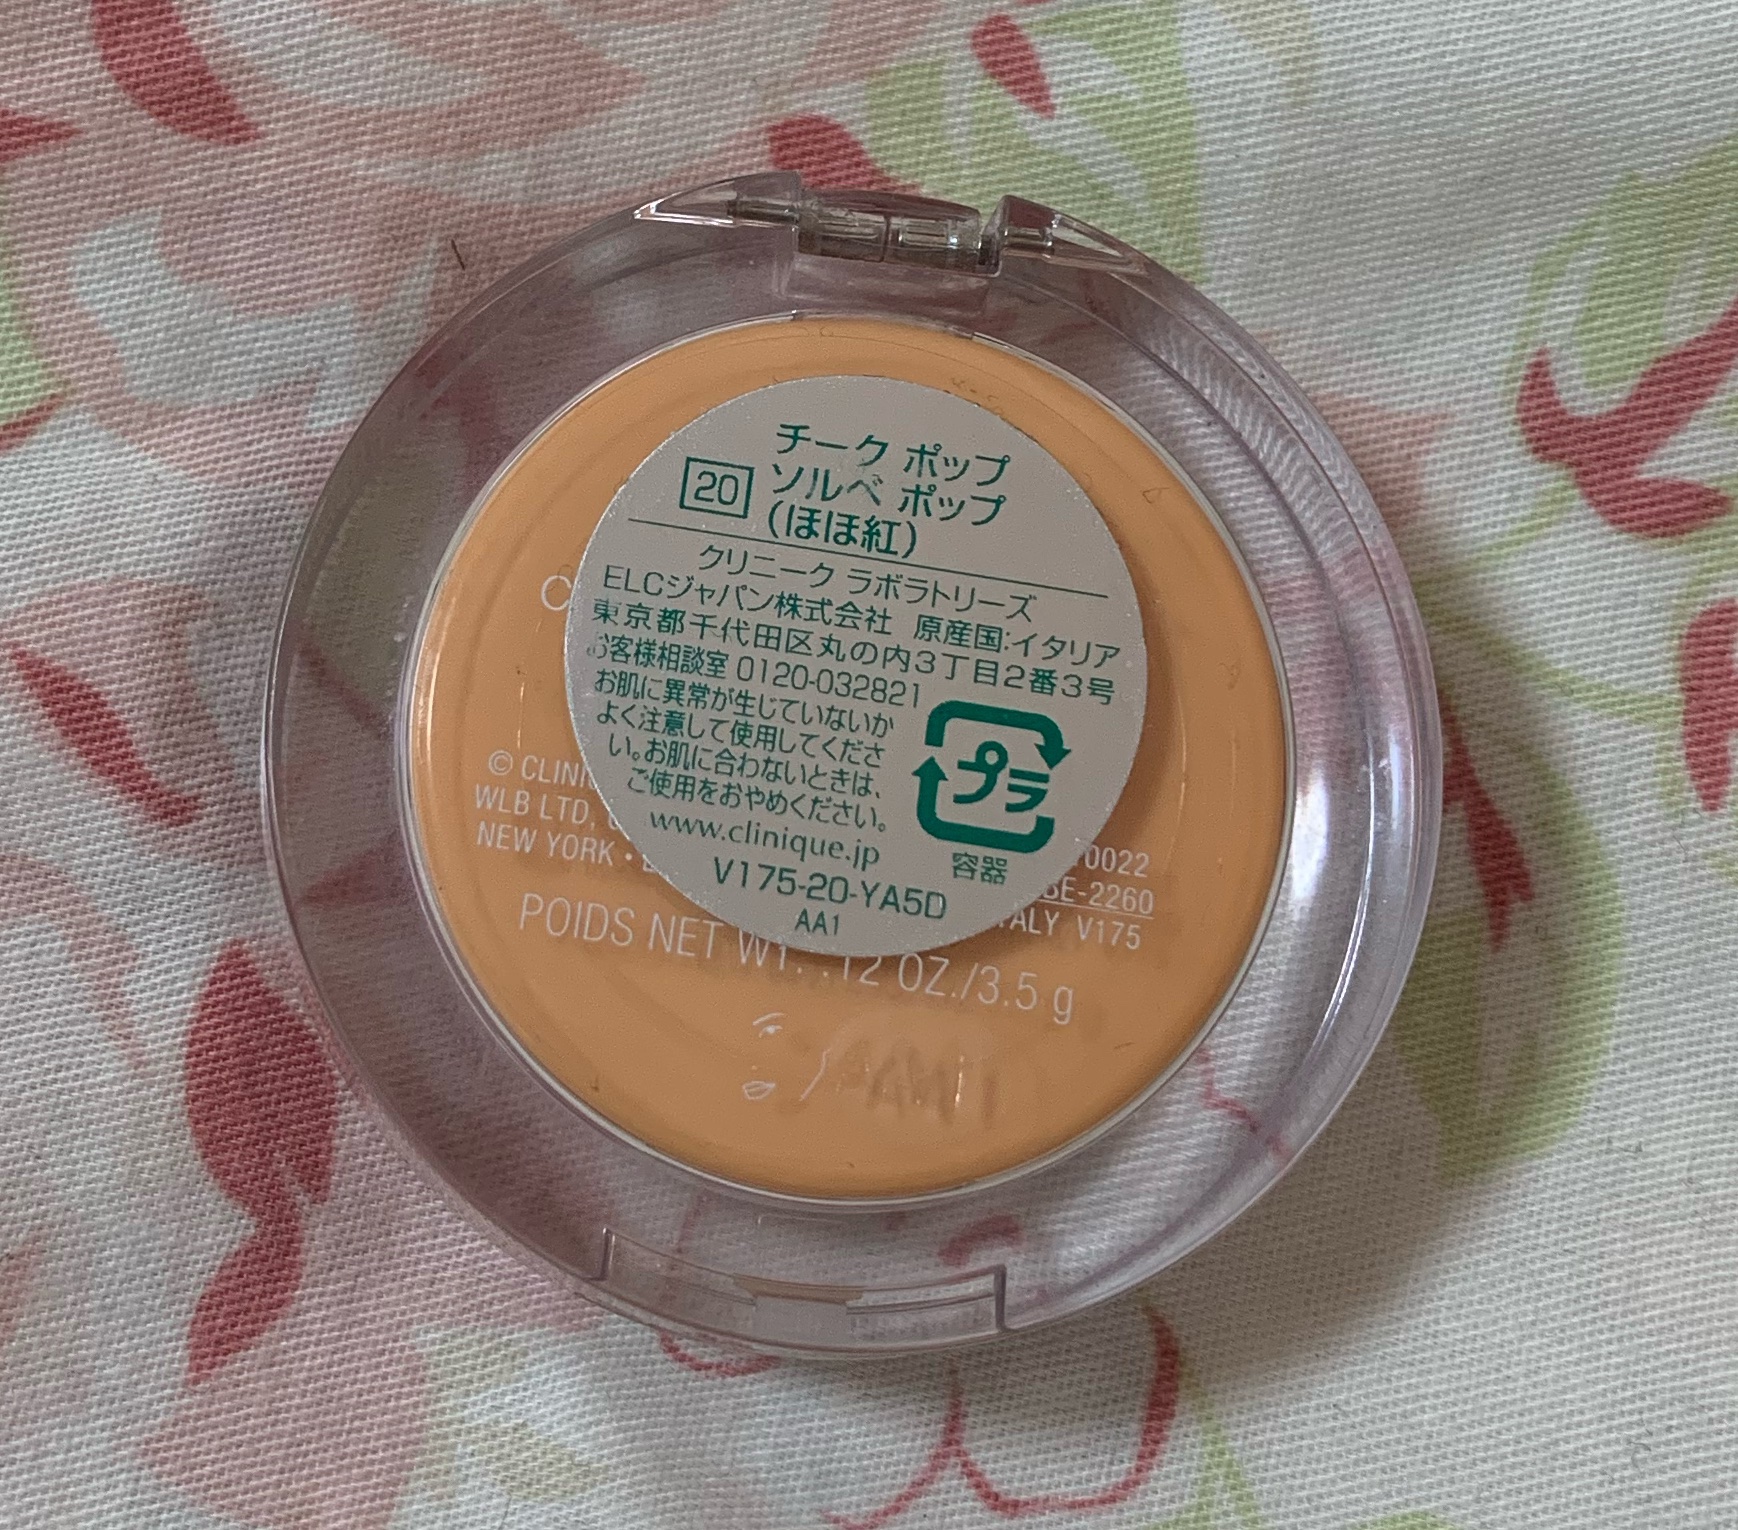 チーク ポップ
20 ソルベ ポップ
(ほほ紅)
クリニーク ラボラトリーズ
ELCジャパン株式会社 原産国:イタリア
東京都千代田区丸の内3丁目2番3号
お客様相談室 0120-032821
お肌に異常が生じていないか
よく注意して使用してくださ
い。お肌に合わないときは、
ご使用をおやめください。
プラ
容器
www.clinique.jp
V175-20-YA5D
AA1
C
© CLINI
WLB LTD,
NEW YORK •
0022
BE-2260
ALY V175
POIDS NET WT. .12 OZ./3.5 g